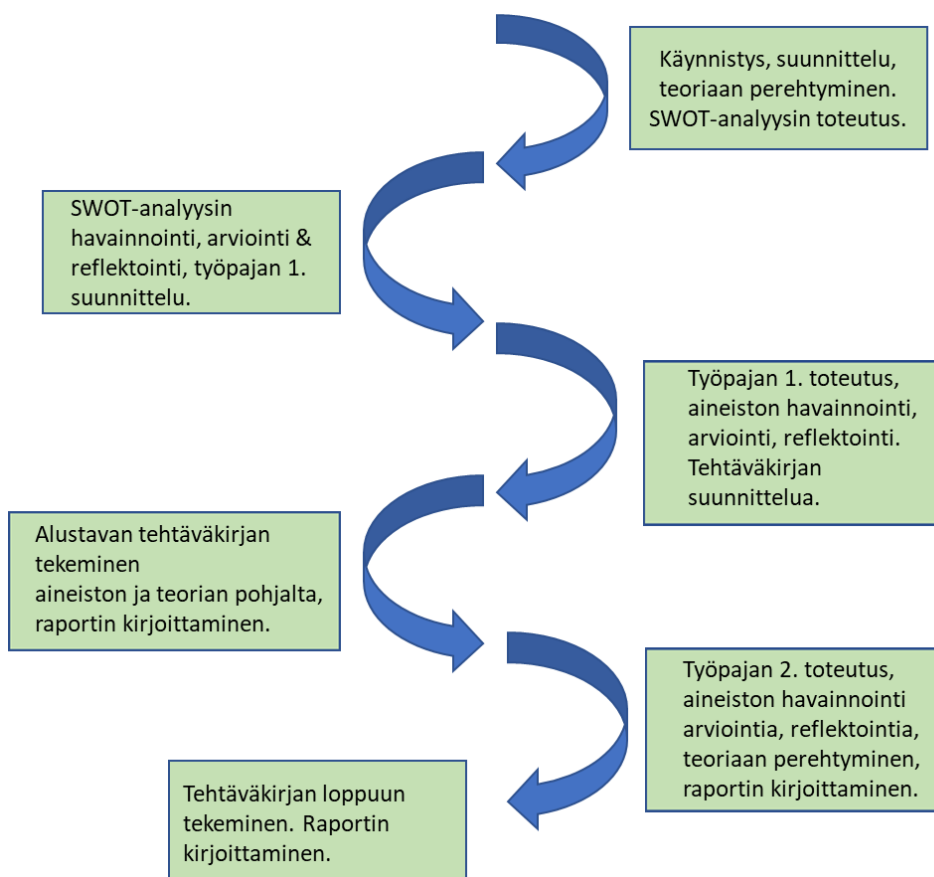 Käynnistys, suunnittelu,
teoriaan perehtyminen.
SWOT-analyysin toteutus.
SWOT-analyysin
havainnointi, arviointi &
reflektointi, työpajan 1.
suunnittelu.
Työpajan 1. toteutus,
aineiston havainnointi,
arviointi, reflektointi.
Tehtäväkirjan
suunnittelua.
Alustavan tehtäväkirjan
tekeminen
aineiston ja teorian pohjalta,
raportin kirjoittaminen.
Työpajan 2. toteutus,
aineiston havainnointi
arviointia, reflektointia,
teoriaan perehtyminen,
raportin kirjoittaminen.
Tehtäväkirjan loppuun
tekeminen. Raportin
kirjoittaminen.